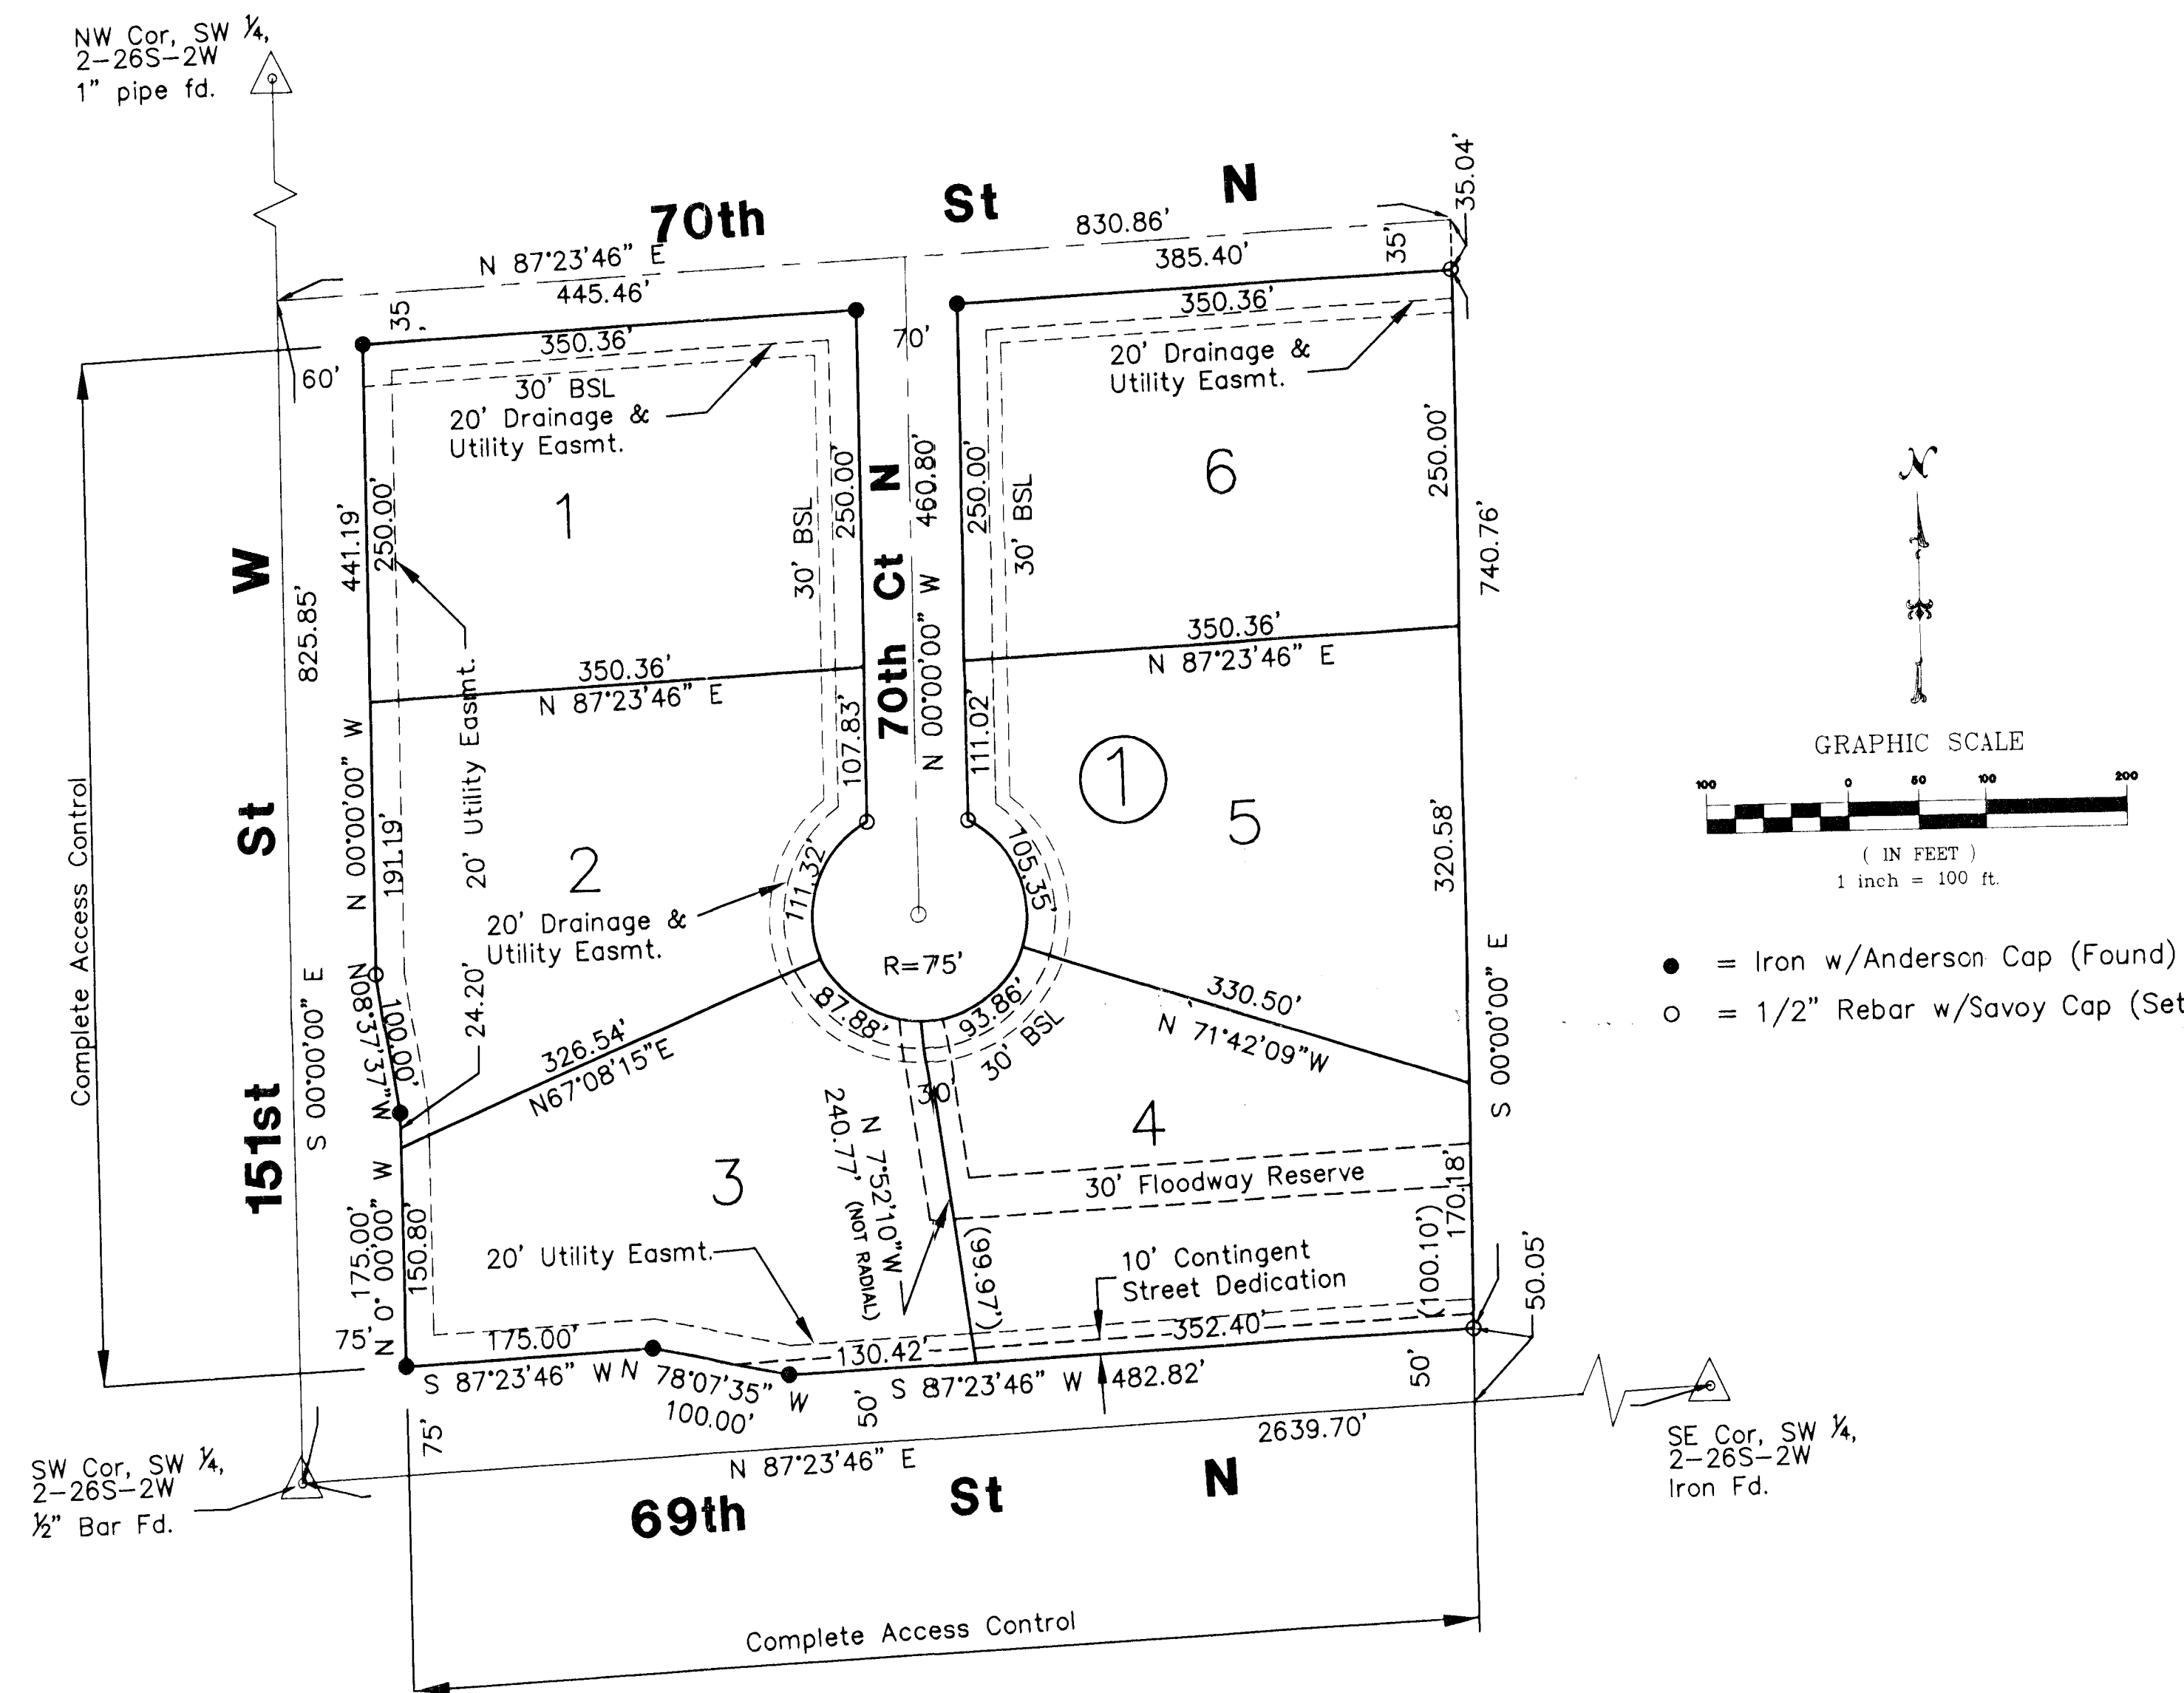 NW Cor, SW ¼,
2-26S-2W
1" pipe fd.
70th St N
35.04'
830.86'
N 87°23'46" E
385.40'
35'
445.46'
35'
350.36'
350.36'
70'
60'
30' BSL
20' Drainage &
Utility Easmt.
20' Drainage &
Utility Easmt.
1
6
441.19'
250.00'
30' BSL
250.00'
70th Ct N
460.80'
N 00°00'00" W
250.00'
30' BSL
250.00'
740.76'
151st St W
825.85'
S 00°00'00" E
Complete Access Control
350.36'
N 87°23'46" E
350.36'
N 87°23'46" E
20' Utility Easmt.
N 00°00'00" W
191.19'
107.83'
111.02'
1
5
2
320.58'
20' Drainage &
Utility Easmt.
111.32'
105.35'
R=75'
N08°37'37"W
100.00'
24.20'
87.88'
93.86'
30' BSL
330.50'
N 71°42'09"W
326.54'
N67°08'15"E
S 00°00'00" E
30'
N 7°52'10"W
240.77' (NOT RADIAL)
4
3
30' Floodway Reserve
170.18'
(100.10')
(99.97')
N 0° 00'00" W
175.00'
150.80'
20' Utility Easmt.
10' Contingent
Street Dedication
50.05'
75'
175.00'
130.42'
352.40'
S 87°23'46" W
N 78°07'35" W
100.00'
50'
S 87°23'46" W
482.82'
50'
75'
2639.70'
N 87°23'46" E
SW Cor, SW ¼,
2-26S-2W
½" Bar Fd.
SE Cor, SW ¼,
2-26S-2W
Iron Fd.
69th St N
Complete Access Control
N
GRAPHIC SCALE
100 0 50 100 200
( IN FEET )
1 inch = 100 ft.
= Iron w/Anderson Cap (Found)
= 1/2" Rebar w/Savoy Cap (Set